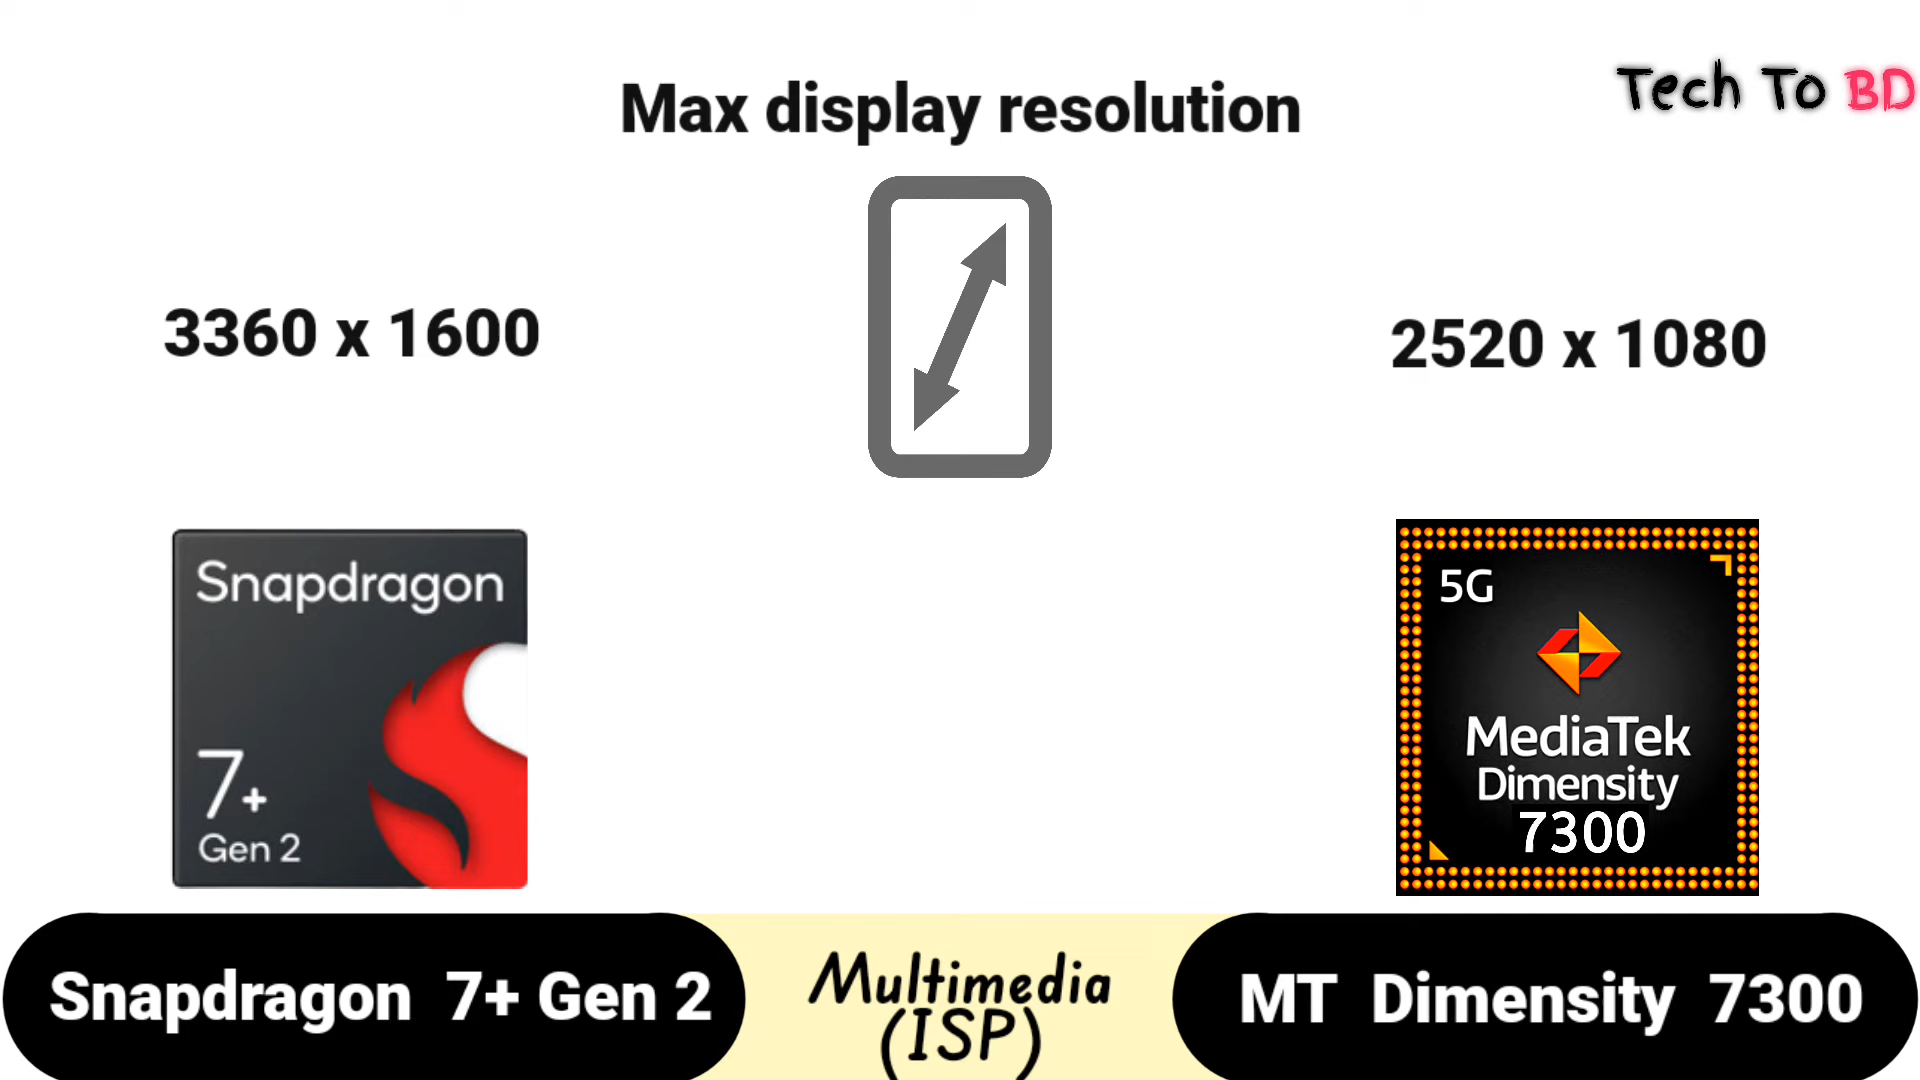 Tech To BD
Max display resolution
3360 x 1600
2520 x 1080
Snapdragon
7+
Gen 2
5G
MediaTek
Dimensity
7300
Snapdragon 7+ Gen 2
Multimedia
(ISP)
MT Dimensity 7300